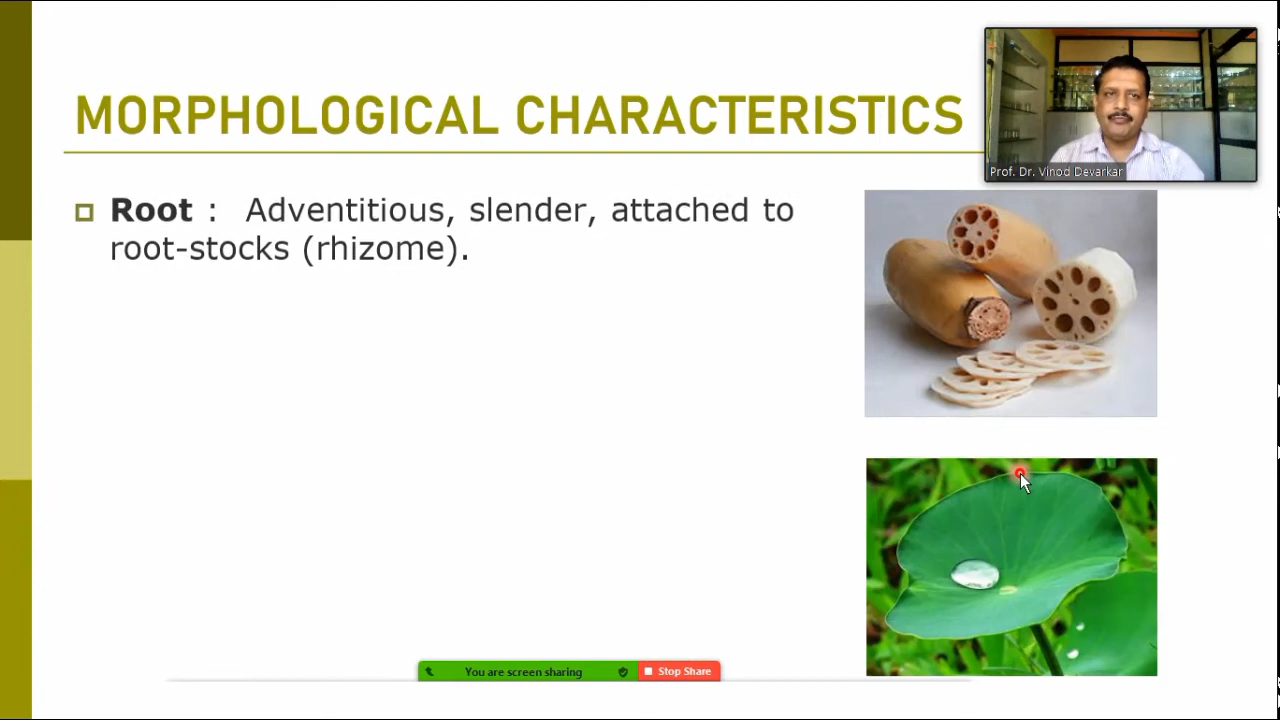 MORPHOLOGICAL CHARACTERISTICS
Prof. Dr. Vinod Devarkar
Root : Adventitious, slender, attached to
root-stocks (rhizome).
You are screen sharing
Stop Share